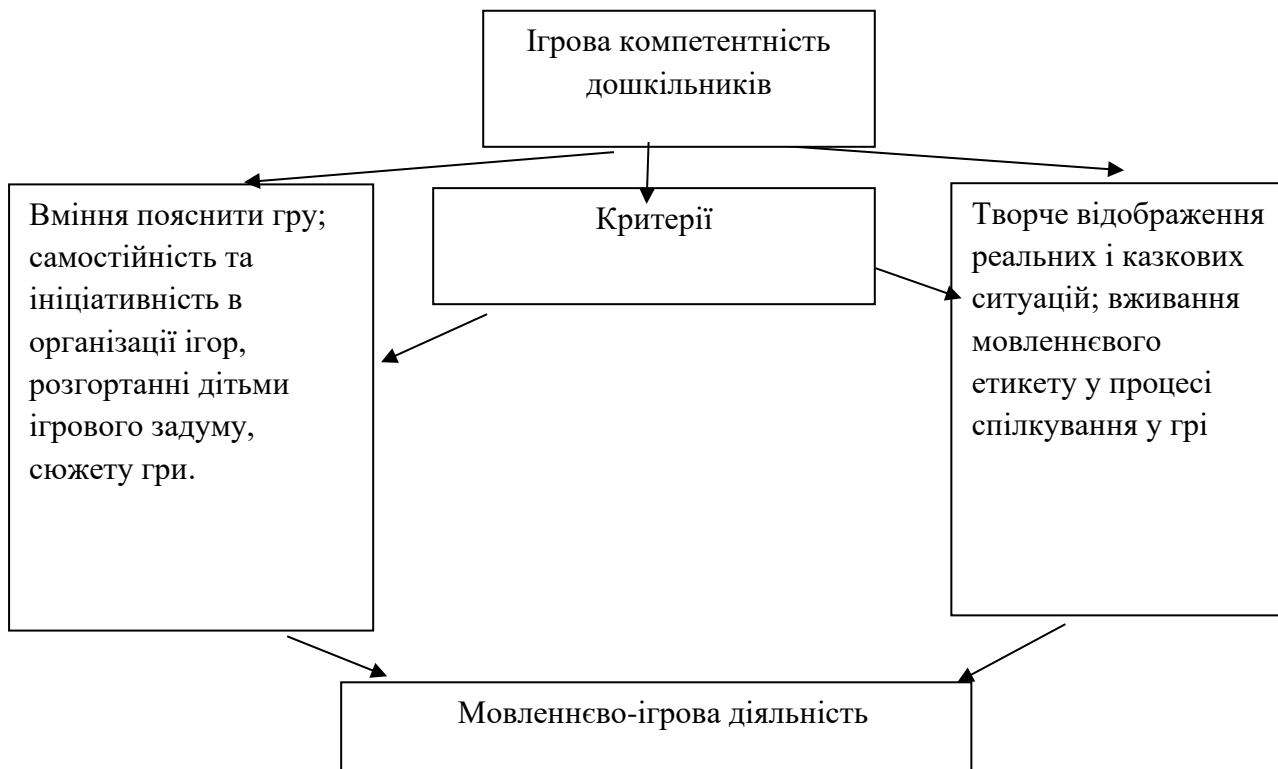 Ігрова компетентність
дошкільників
Вміння пояснити гру;
самостійність та
ініціативність в
організації ігор,
розгортанні дітьми
ігрового задуму,
сюжету гри.
Критерії
Творче відображення
реальних і казкових
ситуацій; вживання
мовленнєвого
етикету у процесі
спілкування у грі
Мовленнєво-ігрова діяльність